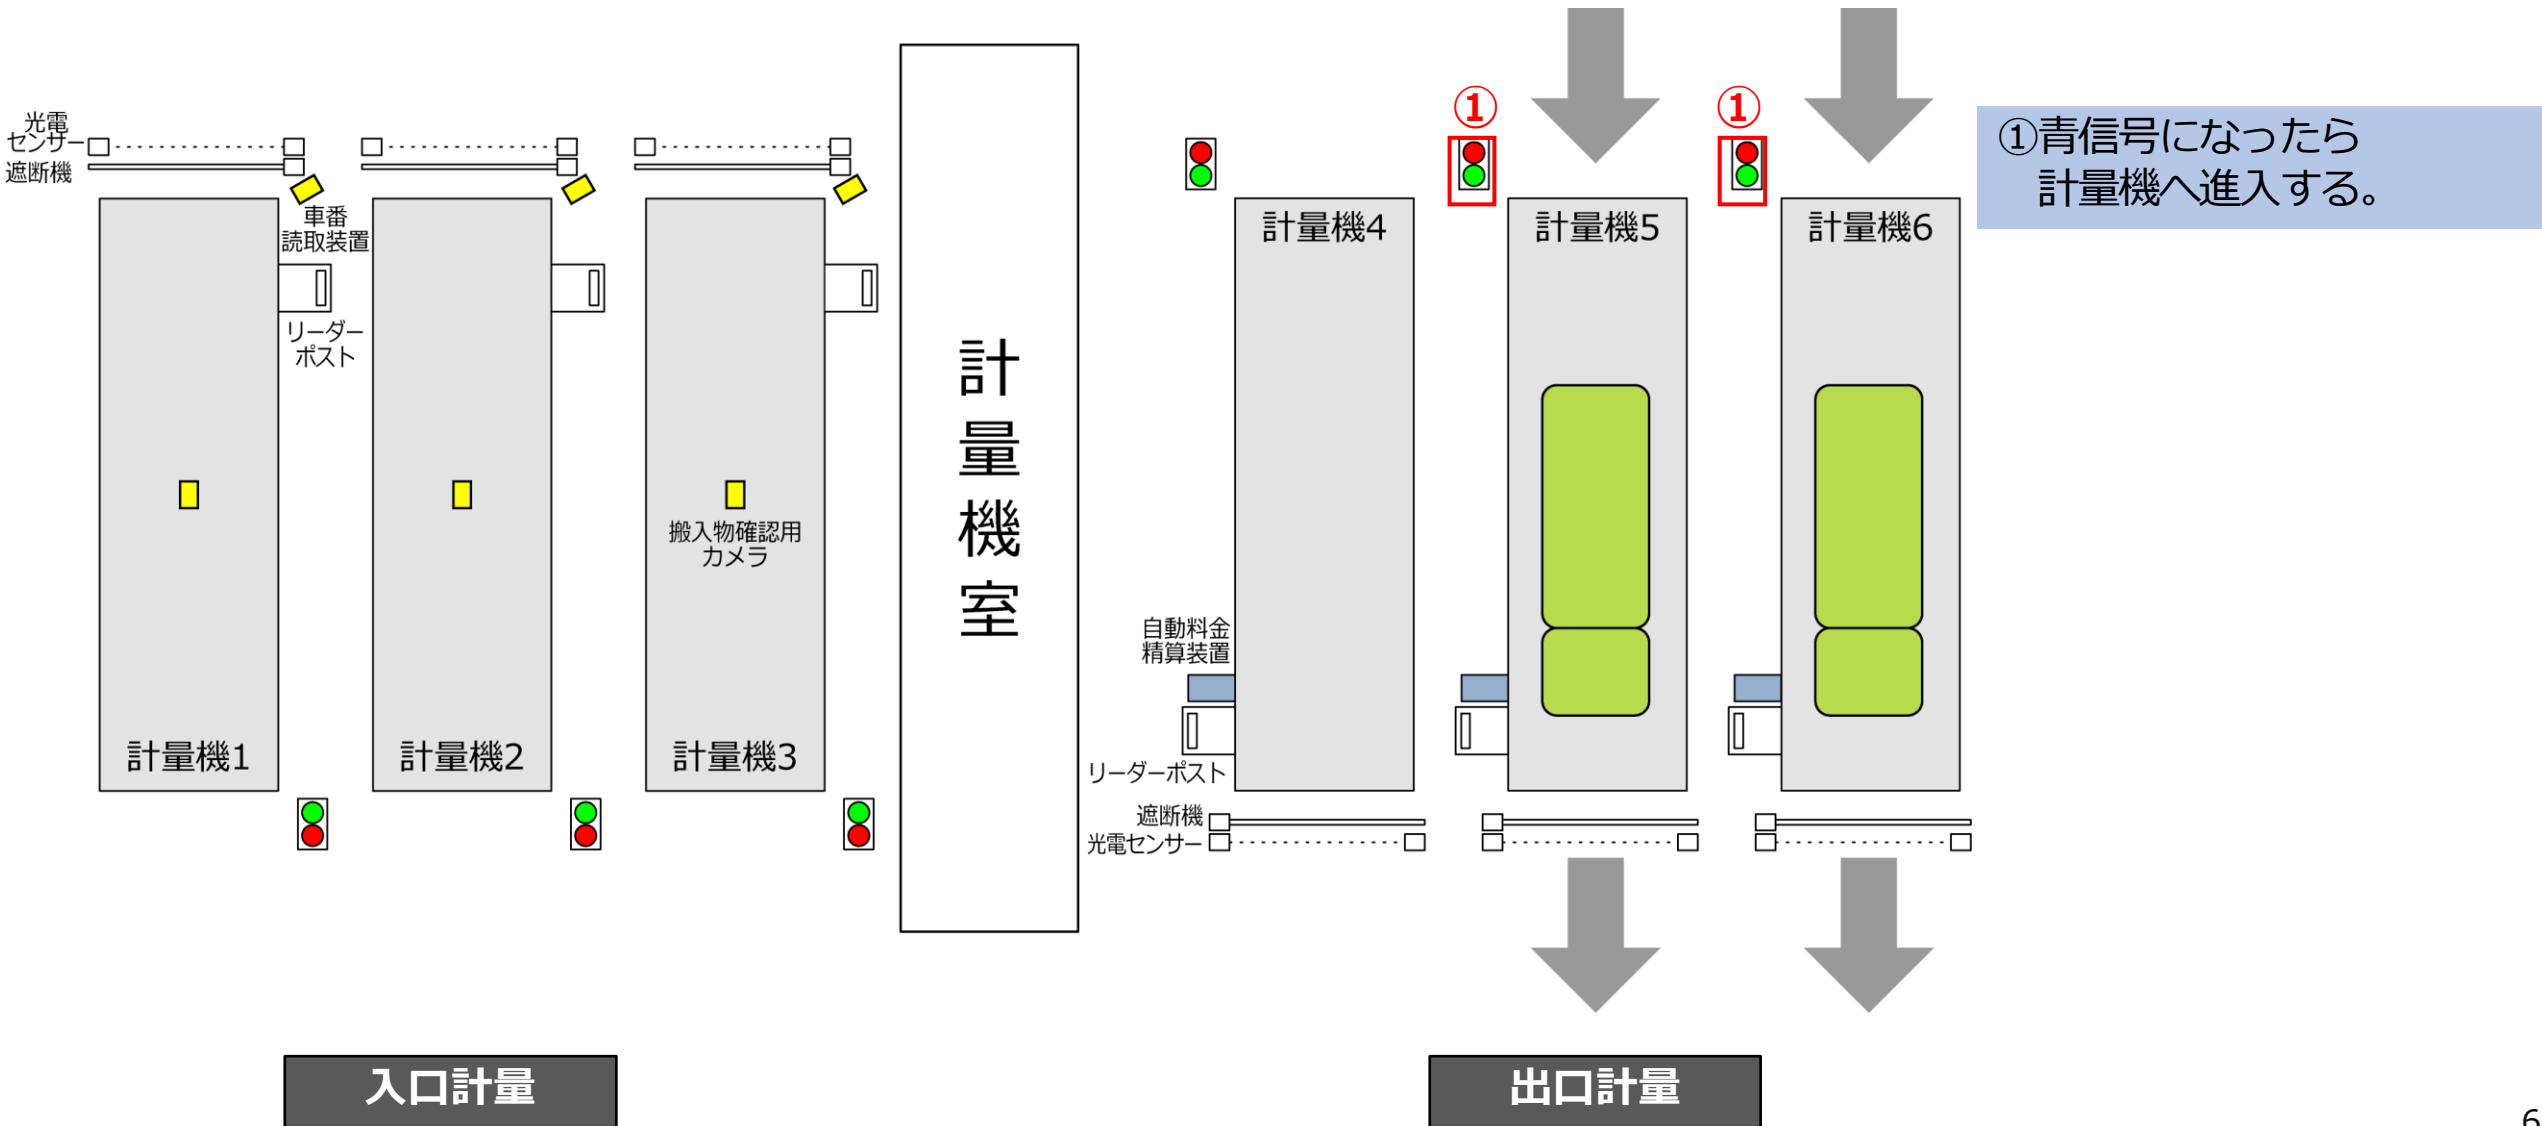 光電
センサー
遮断機
車番
読取装置
リーダー
ポスト
計量機1
計量機2
搬入物確認用
カメラ
計量機3
計量機室
①
①
計量機4
計量機5
計量機6
①青信号になったら
計量機へ進入する。
自動料金
精算装置
リーダーポスト
遮断機
光電センサー
入口計量
出口計量
6